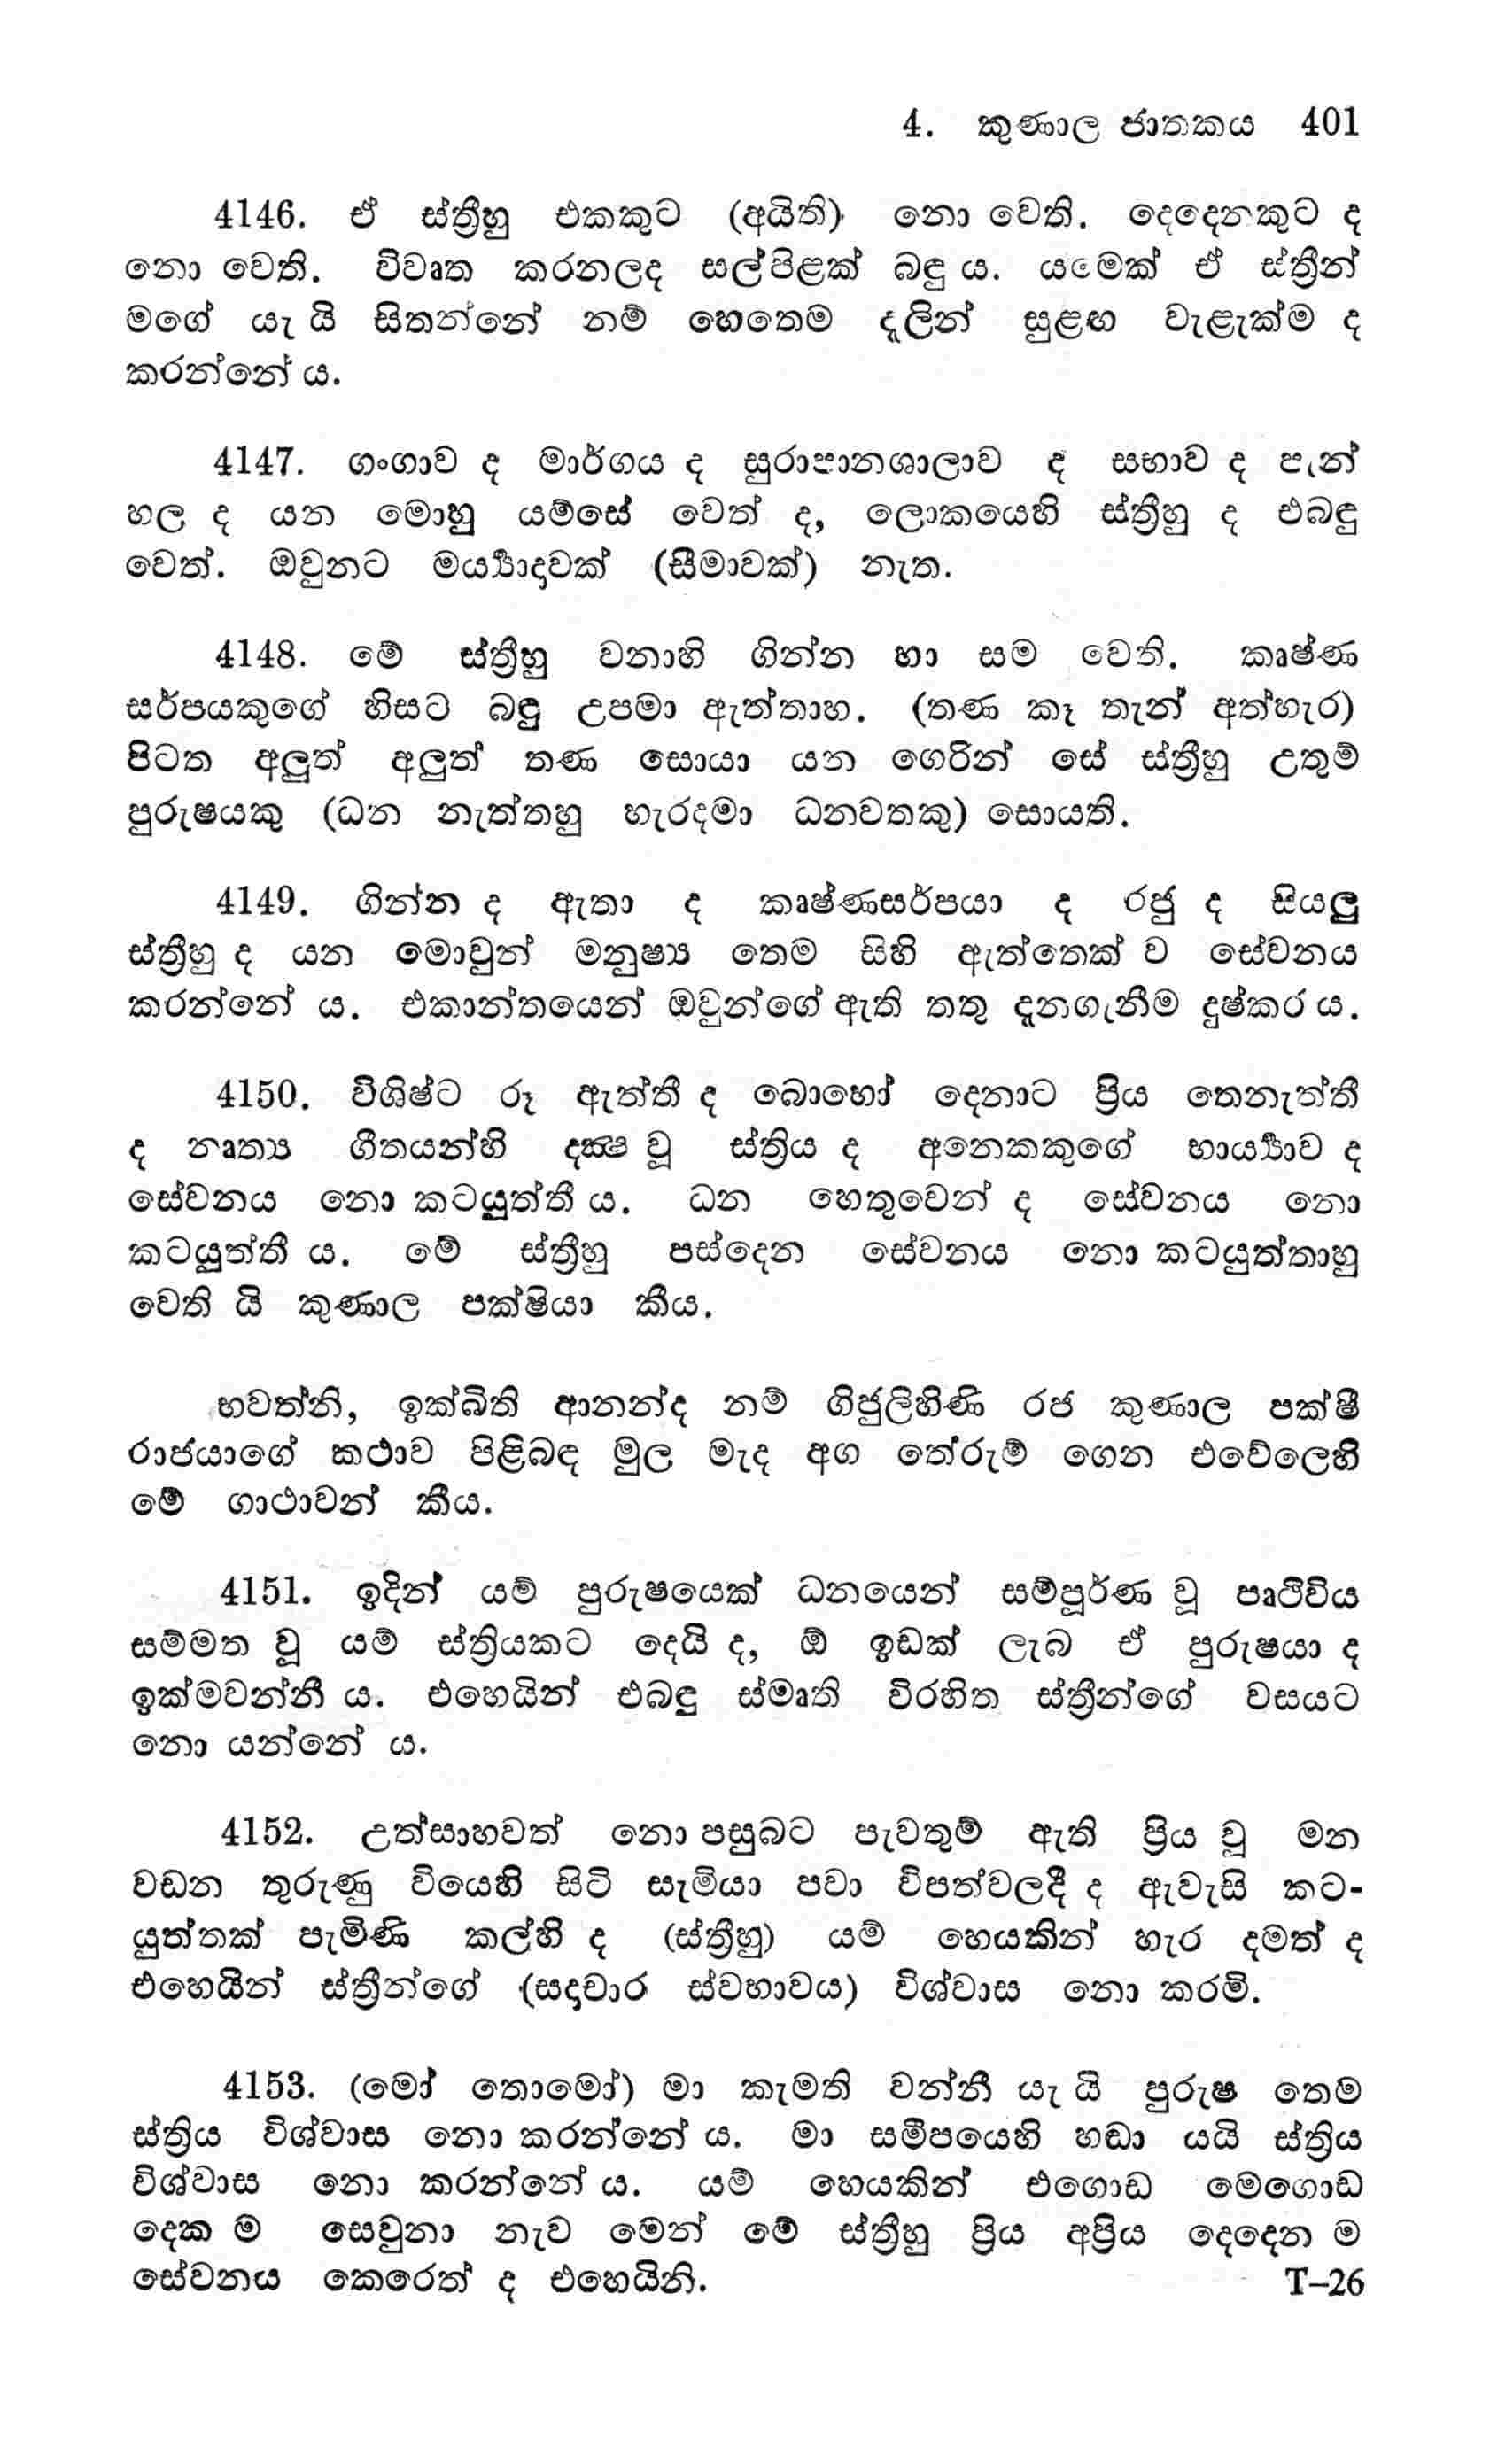 4. කුණාල ජාතකය 401
4146. ඒ ස්ත්‍රීහු එකකුට (අයිති) නො වෙති. දෙදෙනකුට ද
නො වෙති. විවෘත කරනලද සල්පිළක් බඳු ය. යමෙක් ඒ ස්ත්‍රීන්
මගේ යැ යි සිතන්නේ නම් හෙතෙම දැලින් සුළඟ වැළැක්ම ද
කරන්නේ ය.
4147. ගංගාව ද මාර්ගය ද සුරාපානශාලාව ද සභාව ද පැන්
හල ද යන මොහු යම්සේ වෙත් ද, ලොකයෙහි ස්ත්‍රීහු ද එබඳු
වෙත්. ඔවුනට මර්‍ය්‍යාදාවක් (සීමාවක්) නැත.
4148. මේ ස්ත්‍රීහු වනාහි ගින්න හා සම වෙති. කෘෂ්ණ
සර්පයකුගේ හිසට බඳු උපමා ඇත්තාහ. (තණ කෑ තැන් අත්හැර)
පිටත අලුත් අලුත් තණ සොයා යන ගෙරින් සේ ස්ත්‍රීහු උතුම්
පුරුෂයකු (ධන නැත්තහු හැරදමා ධනවතකු) සොයති.
4149. ගින්න ද ඇතා ද කෘෂ්ණසර්පයා ද රජු ද සියලු
ස්ත්‍රීහු ද යන මොවුන් මනුෂ්‍ය තෙම සිහි ඇත්තෙක් ව සේවනය
කරන්නේ ය. එකාන්තයෙන් ඔවුන්ගේ ඇති තතු දැනගැනීම දුෂ්කර ය.
4150. විශිෂ්ට රූ ඇත්තී ද බොහෝ දෙනාට ප්‍රිය තෙනැත්තී
ද නෘත්‍ය ගීතයන්හි දක්‍ෂ වූ ස්ත්‍රිය ද අනෙකකුගේ භාර්‍ය්‍යාව ද
සේවනය නො කටයුත්තී ය. ධන හෙතුවෙන් ද සේවනය නො
කටයුත්තී ය. මේ ස්ත්‍රීහු පස්දෙන සේවනය නො කටයුත්තාහු
වෙති යි කුණාල පක්ෂියා කීය.
භවත්නි, ඉක්බිති ආනන්ද නම් ගිජුලිහිණි රජ කුණාල පක්ෂී
රාජයාගේ කථාව පිළිබඳ මුල මැද අග තේරුම් ගෙන එවේලෙහි
මේ ගාථාවන් කීය.
4151. ඉදින් යම් පුරුෂයෙක් ධනයෙන් සම්පූර්ණ වූ පෘථිවිය
සම්මත වූ යම් ස්ත්‍රියකට දෙයි ද, ඕ ඉඩක් ලැබ ඒ පුරුෂයා ද
ඉක්මවන්නී ය. එහෙයින් එබඳු ස්මෘති විරහිත ස්ත්‍රීන්ගේ වසයට
නො යන්නේ ය.
4152. උත්සාහවත් නො පසුබට පැවතුම් ඇති ප්‍රිය වූ මන
වඩන තුරුණු වියෙහි සිටි සැමියා පවා විපත්වලදී ද ඇවැසි කට-
යුත්තක් පැමිණි කල්හි ද (ස්ත්‍රීහු) යම් හෙයකින් හැර දමත් ද
එහෙයින් ස්ත්‍රීන්ගේ (සදාචාර ස්වභාවය) විශ්වාස නො කරමි.
4153. (මෝ තොමෝ) මා කැමති වන්නී යැ යි පුරුෂ තෙම
ස්ත්‍රිය විශ්වාස නො කරන්නේ ය. මා සමීපයෙහි හඬා යයි ස්ත්‍රිය
විශ්වාස නො කරන්නේ ය. යම් හෙයකින් එගොඩ මෙගොඩ
දෙක ම සෙවුනා නැව මෙන් මේ ස්ත්‍රීහු ප්‍රිය අප්‍රිය දෙදෙන ම
සේවනය කෙරෙත් ද එහෙයිනි.
T–26